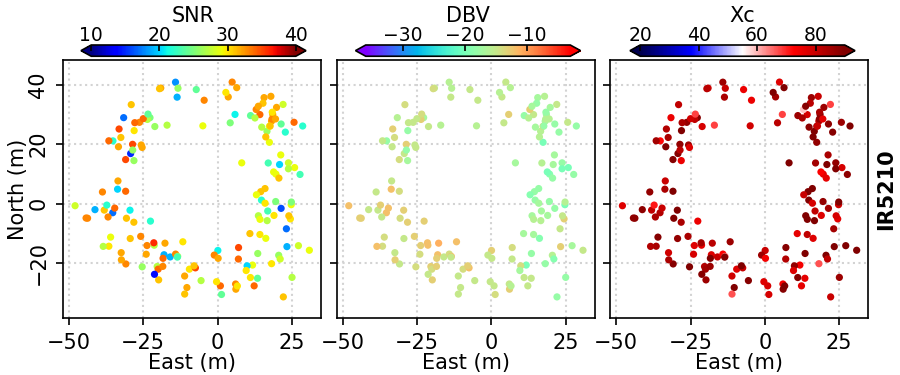 SNR DBV Xc
10 20 30 40 −30 −20 −10 20 40 60 80
40
20
0
−20
North (m)
IR5210
−50 −25 0 25 −50 −25 0 25 −50 −25 0 25
East (m) East (m) East (m)